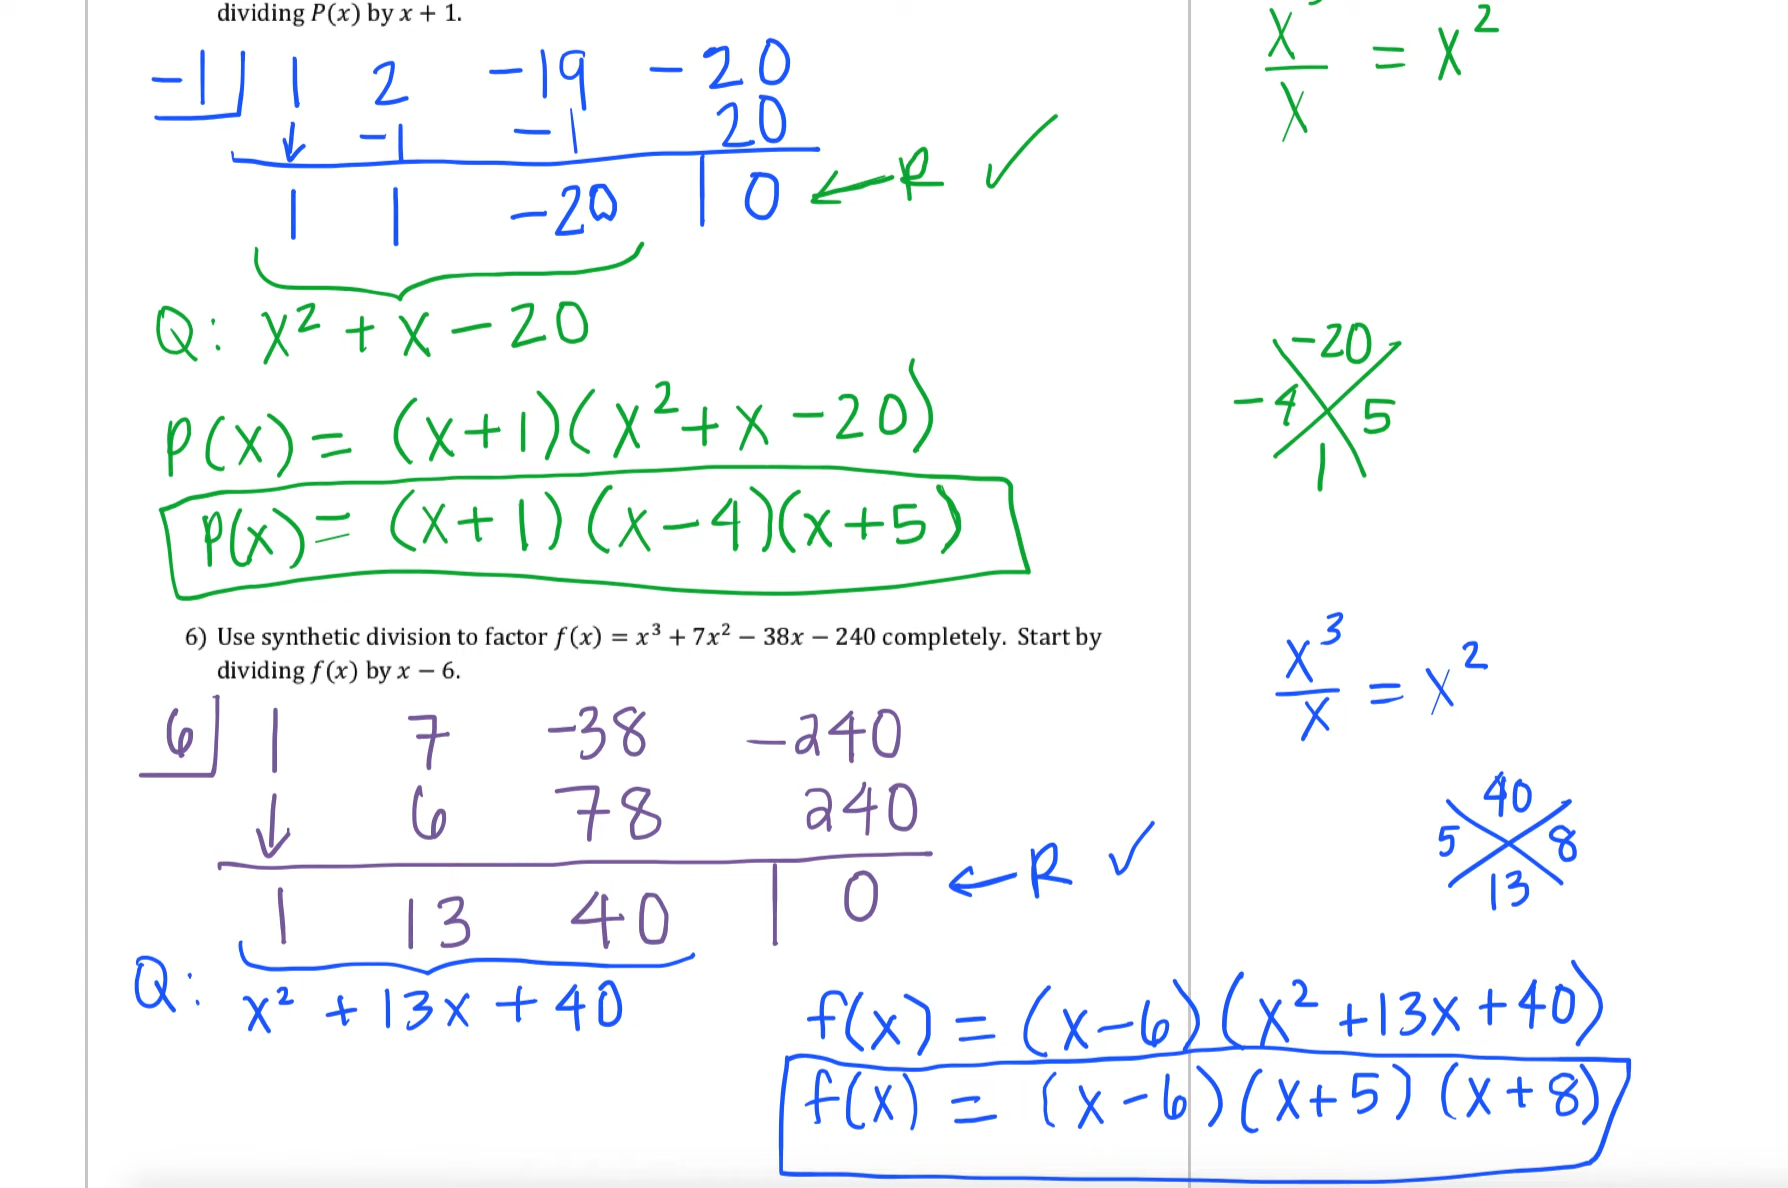 dividing P(x) by x + 1.
-1 | 1 2 -19 -20
↓ -1 -1 20
1 1 -20 | 0 ← R ✓
Q: x² + x - 20
P(x) = (x+1)(x²+x-20)
P(x) = (x+1)(x-4)(x+5)
x
x
= x²
-20
-4 5
1
6) Use synthetic division to factor f(x) = x³ + 7x² − 38x − 240 completely. Start by
dividing f(x) by x − 6.
6 | 1 7 -38 -240
↓ 6 78 240
1 13 40 | 0 ← R ✓
Q: x² + 13x + 40
x³
x
= x²
40
5 8
13
f(x) = (x-6)(x²+13x+40)
f(x) = (x-6)(x+5)(x+8)